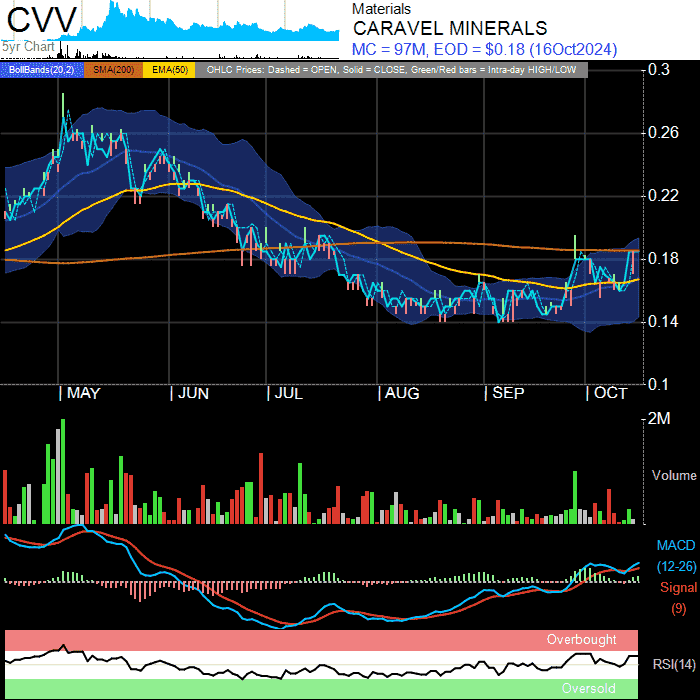 CVV
5yr Chart
Materials
CARAVEL MINERALS
MC = 97M, EOD = $0.18 (16Oct2024)
BollBands(20,2) SMA(200) EMA(50) OHLC Prices: Dashed = OPEN, Solid = CLOSE, Green/Red bars = Intra-day HIGH/LOW
0.3
0.26
0.22
0.18
0.14
0.1
MAY JUN JUL AUG SEP OCT
2M
Volume
MACD
(12-26)
Signal
(9)
Overbought
RSI(14)
Oversold